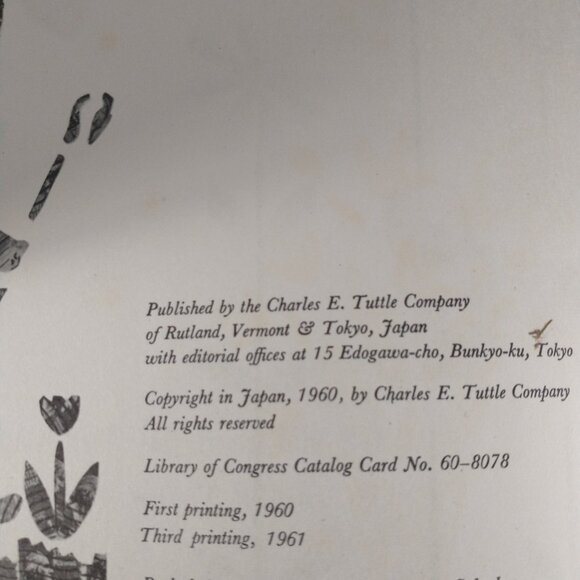 Published by the Charles E. Tuttle Company
of Rutland, Vermont & Tokyo, Japan
with editorial offices at 15 Edogawa-cho, Bunkyo-ku, Tokyo
Copyright in Japan, 1960, by Charles E. Tuttle Company
All rights reserved
Library of Congress Catalog Card No. 60-8078
First printing, 1960
Third printing, 1961